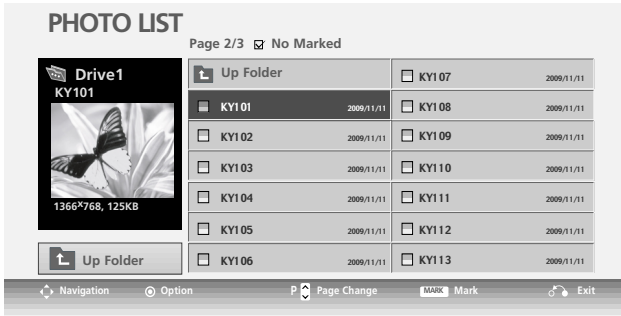 PHOTO LIST
Page 2/3 No Marked
Drive1
KY101
1366x768, 125KB
Up Folder
Up Folder
KY101 2009/11/11
KY102 2009/11/11
KY103 2009/11/11
KY104 2009/11/11
KY105 2009/11/11
KY106 2009/11/11
KY107 2009/11/11
KY108 2009/11/11
KY109 2009/11/11
KY110 2009/11/11
KY111 2009/11/11
KY112 2009/11/11
KY113 2009/11/11
Navigation Option P Page Change MARK Mark Exit